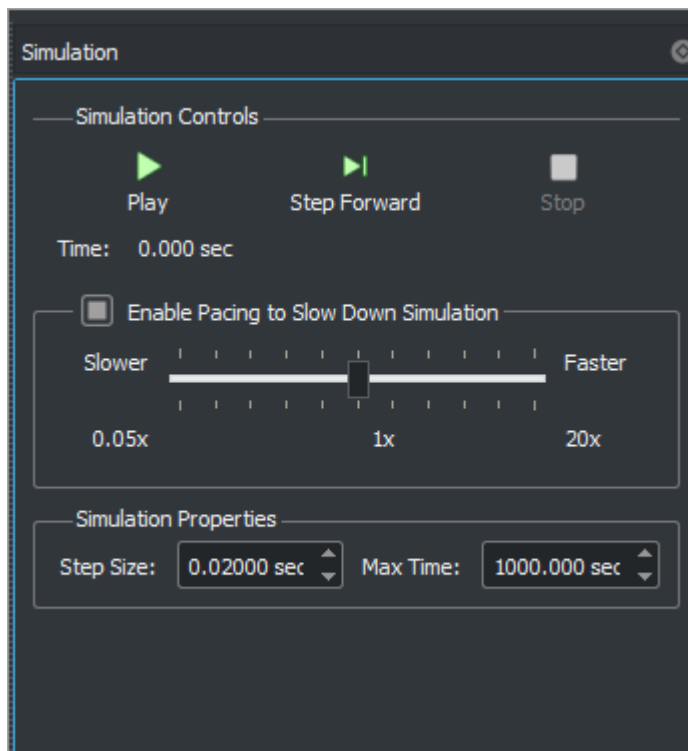 Simulation
Simulation Controls
Play Step Forward Stop
Time: 0.000 sec
Enable Pacing to Slow Down Simulation
Slower Faster
0.05x 1x 20x
Simulation Properties
Step Size: 0.02000 sec Max Time: 1000.000 sec